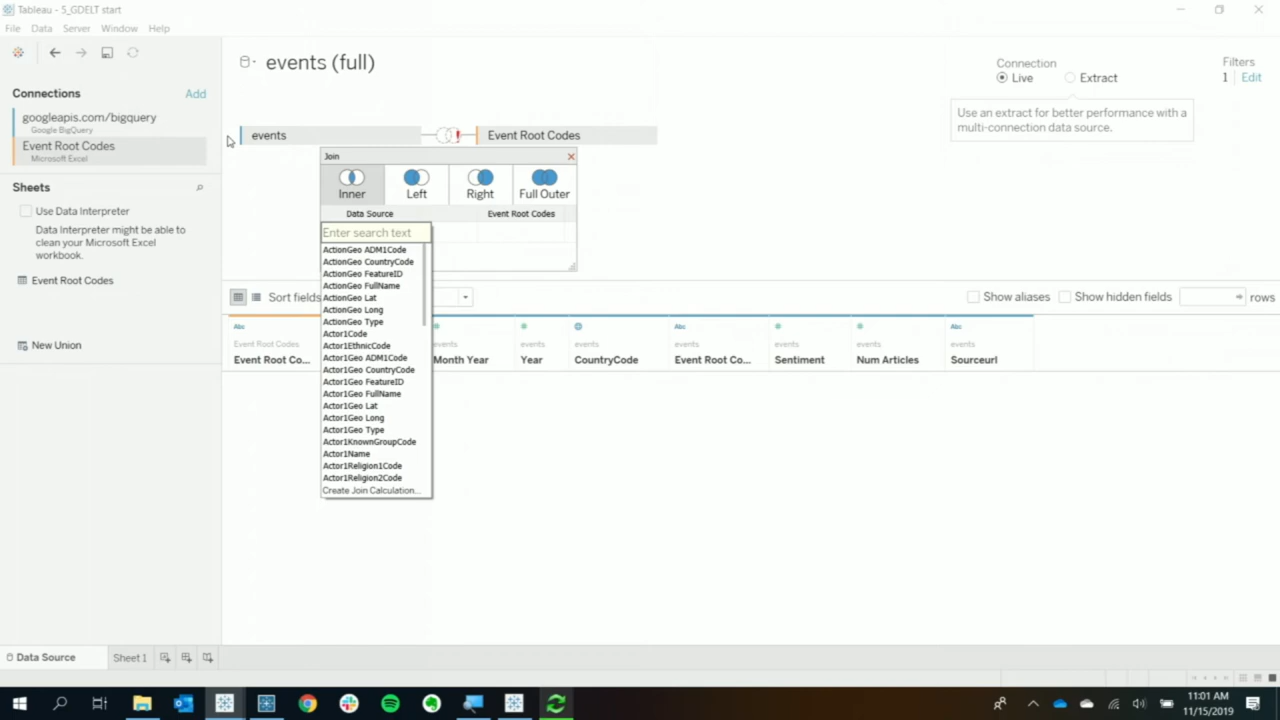 Tableau - 5_GDELT start
File Data Server Window Help
events (full)
Connection
Live Extract
Filters
1 Edit
Use an extract for better performance with a
multi-connection data source.
Connections Add
googleapis.com/bigquery
Google BigQuery
Event Root Codes
Microsoft Excel
Sheets
Use Data Interpreter
Data Interpreter might be able to
clean your Microsoft Excel
workbook.
Event Root Codes
New Union
events Event Root Codes
Join
Inner Left Right Full Outer
Data Source Event Root Codes
Enter search text
ActionGeo ADM1Code
ActionGeo CountryCode
ActionGeo FeatureID
ActionGeo FullName
ActionGeo Lat
ActionGeo Long
ActionGeo Type
Actor1Code
Actor1EthnicCode
Actor1Geo ADM1Code
Actor1Geo CountryCode
Actor1Geo FeatureID
Actor1Geo FullName
Actor1Geo Lat
Actor1Geo Long
Actor1Geo Type
Actor1KnownGroupCode
Actor1Name
Actor1Religion1Code
Actor1Religion2Code
Create Join Calculation...
Sort fields Show aliases Show hidden fields rows
Abc Abc Abc
Event Root Codes events events events events events events events
Event Root Co... Month Year Year CountryCode Event Root Co... Sentiment Num Articles Sourceurl
Data Source Sheet 1
11:01 AM
11/15/2019